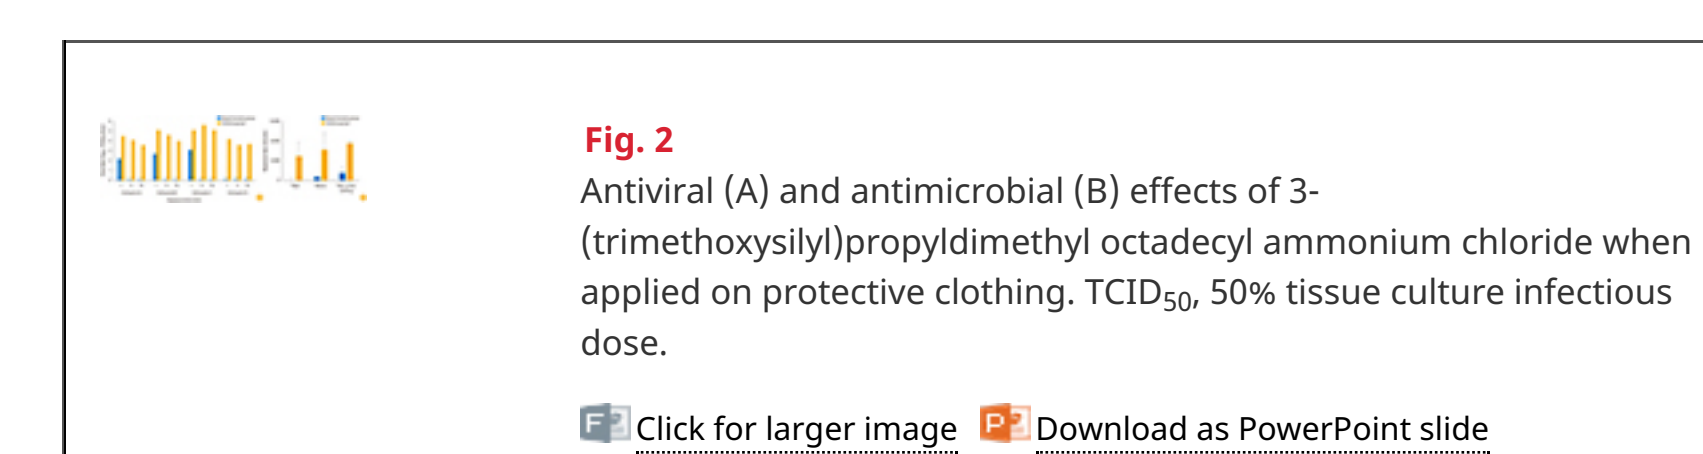 Fig. 2
Antiviral (A) and antimicrobial (B) effects of 3-
(trimethoxysilyl)propyldimethyl octadecyl ammonium chloride when
applied on protective clothing. TCID50, 50% tissue culture infectious
dose.
Click for larger image Download as PowerPoint slide